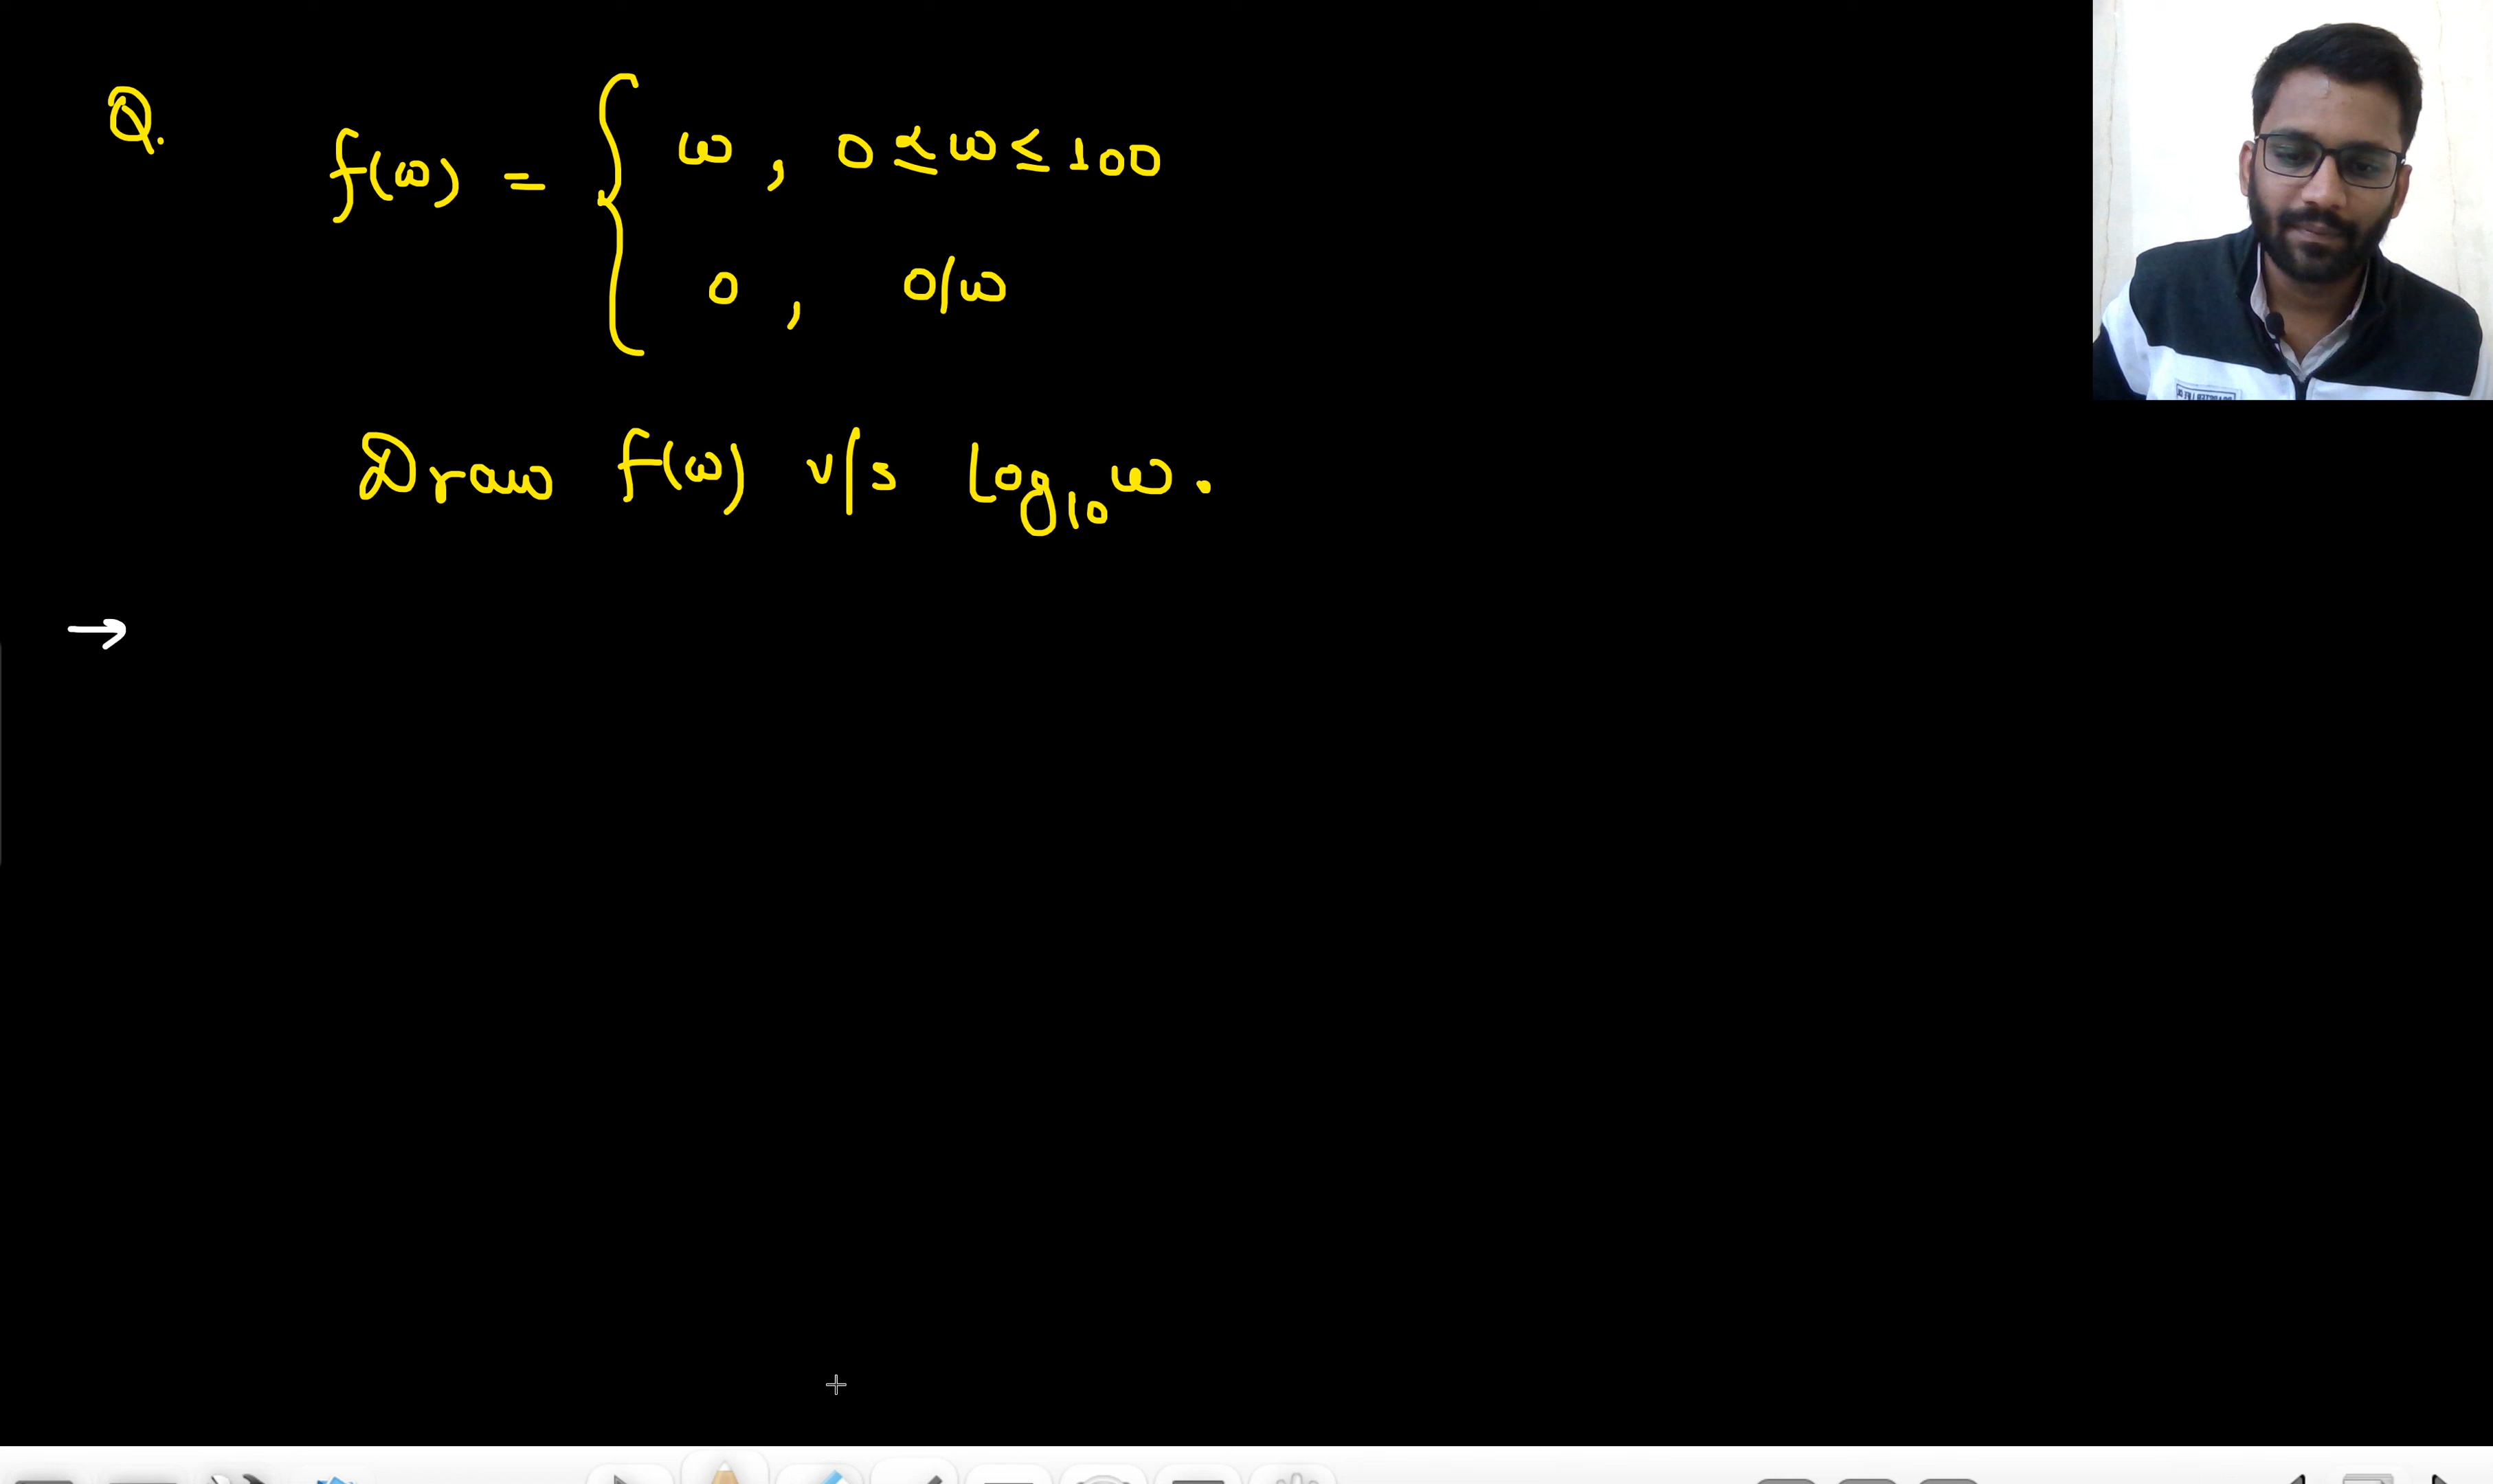 Q.
f(ω) = { ω , 0 ≤ ω ≤ 100
0 , o/w
Draw f(ω) v/s log₁₀ ω.
→